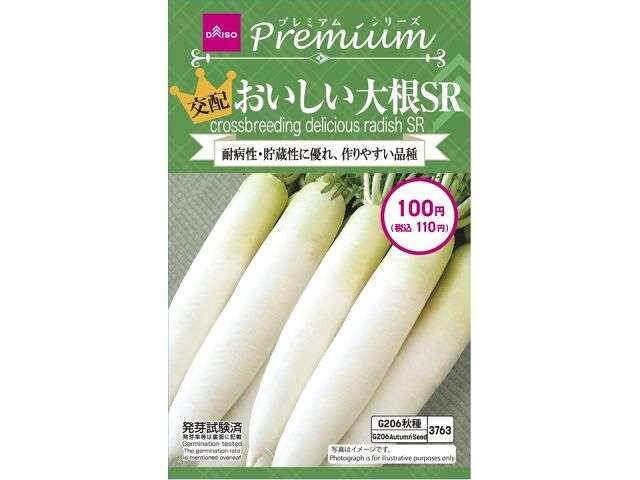 DAISO
プレミアム シリーズ
Premium
交配
おいしい大根SR
crossbreeding delicious radish SR
耐病性・貯蔵性に優れ、作りやすい品種
100円
(税込 110円)
発芽試験済
発芽率等は裏面に記載
Germination tested
The germination rate
is mentioned overleaf
G206秋種
G206 Autumn Seed
3763
写真はイメージです。
Photograph is for illustrative purposes only